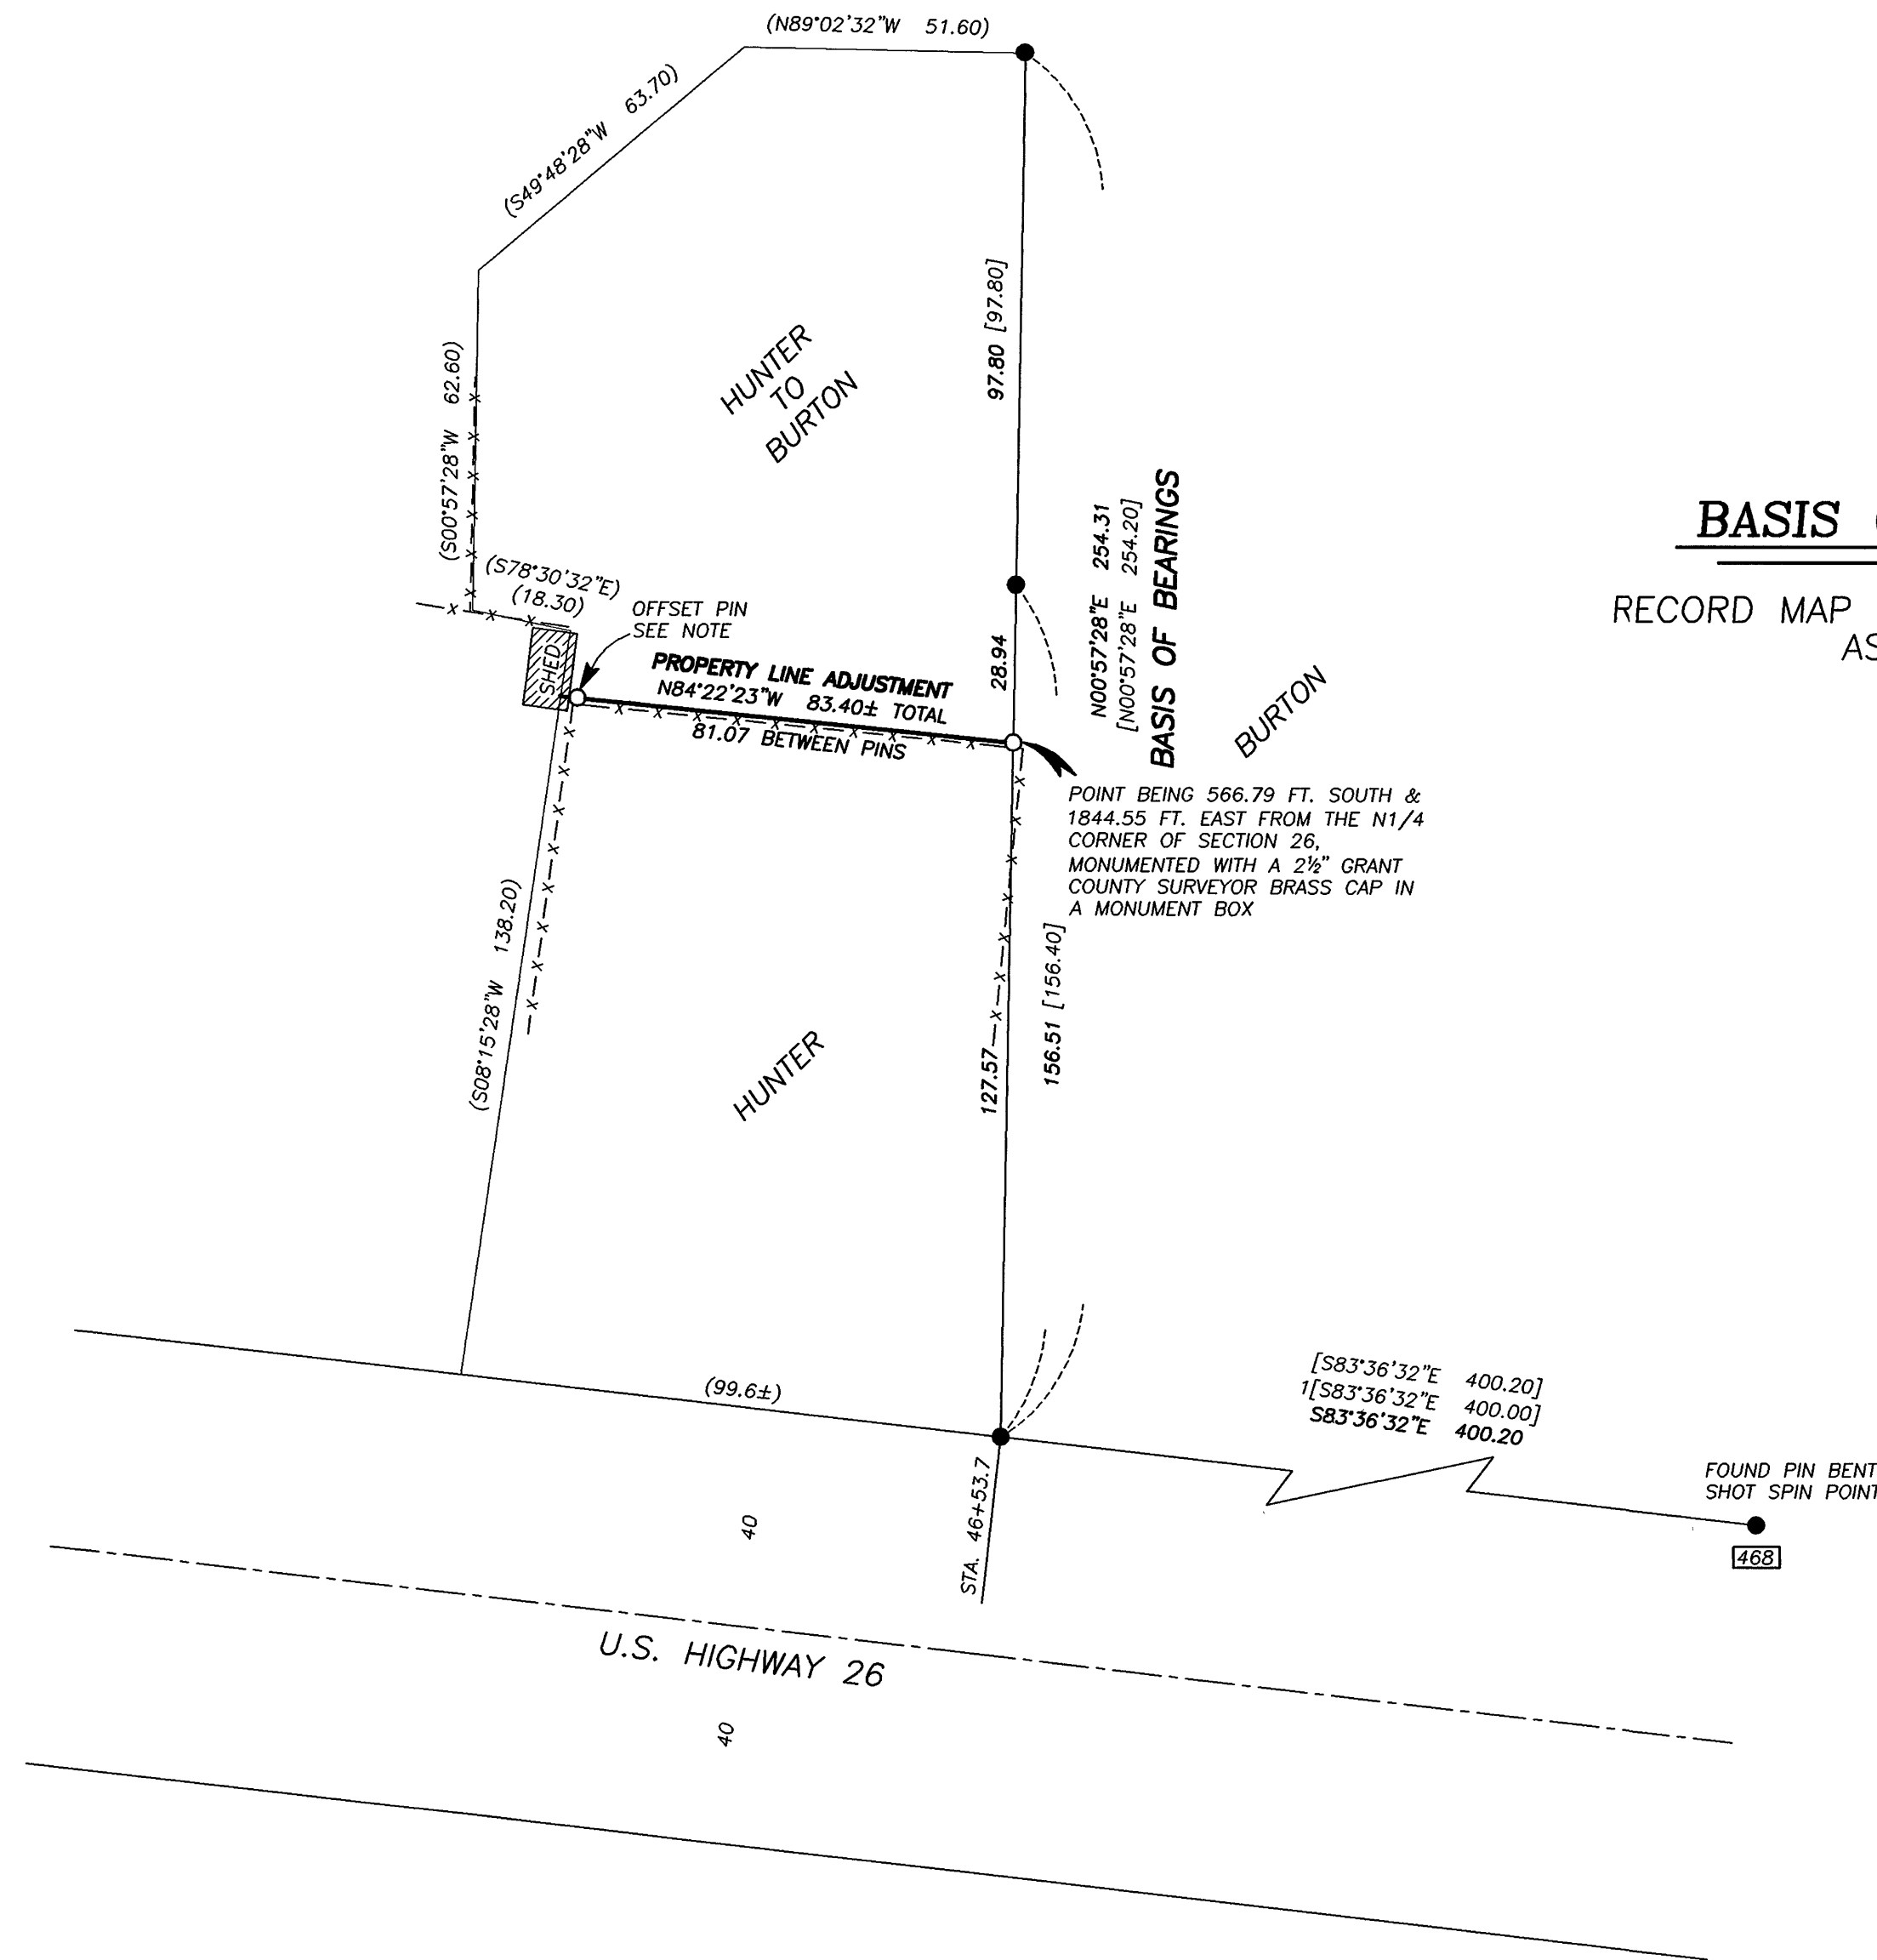 (N89°02'32"W 51.60)
(S49°48'28"W 63.70)
97.80 [97.80]
HUNTER
TO
BURTON
(S00°57'28"W 62.60)
(S78°30'32"E)
(18.30)
OFFSET PIN
SEE NOTE
SHED
PROPERTY LINE ADJUSTMENT
N84°22'23"W 83.40± TOTAL
81.07 BETWEEN PINS
28.94
N00°57'28"E 254.31
[N00°57'28"E 254.20]
BASIS OF BEARINGS
BURTON
BASIS
RECORD MAP
AS
POINT BEING 566.79 FT. SOUTH &
1844.55 FT. EAST FROM THE N1/4
CORNER OF SECTION 26,
MONUMENTED WITH A 2½" GRANT
COUNTY SURVEYOR BRASS CAP IN
A MONUMENT BOX
(S08°15'28"W 138.20)
HUNTER
127.57
156.51 [156.40]
(99.6±)
[S83°36'32"E 400.20]
1[S83°36'32"E 400.00]
S83°36'32"E 400.20
FOUND PIN BENT
SHOT SPIN POINT
468
STA. 46+53.7
40
U.S. HIGHWAY 26
40